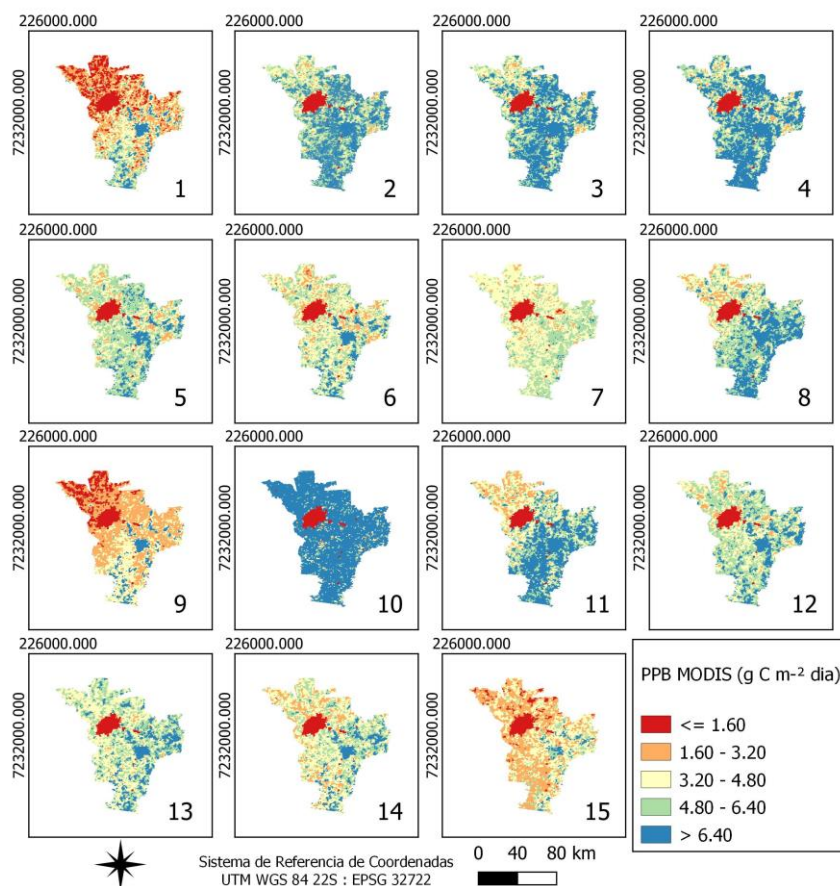 226000.000 226000.000 226000.000 226000.000
7232000.000 7232000.000 7232000.000 7232000.000
1 2 3 4
226000.000 226000.000 226000.000 226000.000
7232000.000 7232000.000 7232000.000 7232000.000
5 6 7 8
226000.000 226000.000 226000.000 226000.000
7232000.000 7232000.000 7232000.000 7232000.000
9 10 11 12
226000.000 226000.000 226000.000
7232000.000 7232000.000 7232000.000
13 14 15
PPB MODIS (g C m⁻² dia)
<= 1.60
1.60 - 3.20
3.20 - 4.80
4.80 - 6.40
> 6.40
Sistema de Referencia de Coordenadas
UTM WGS 84 22S : EPSG 32722
0 40 80 km